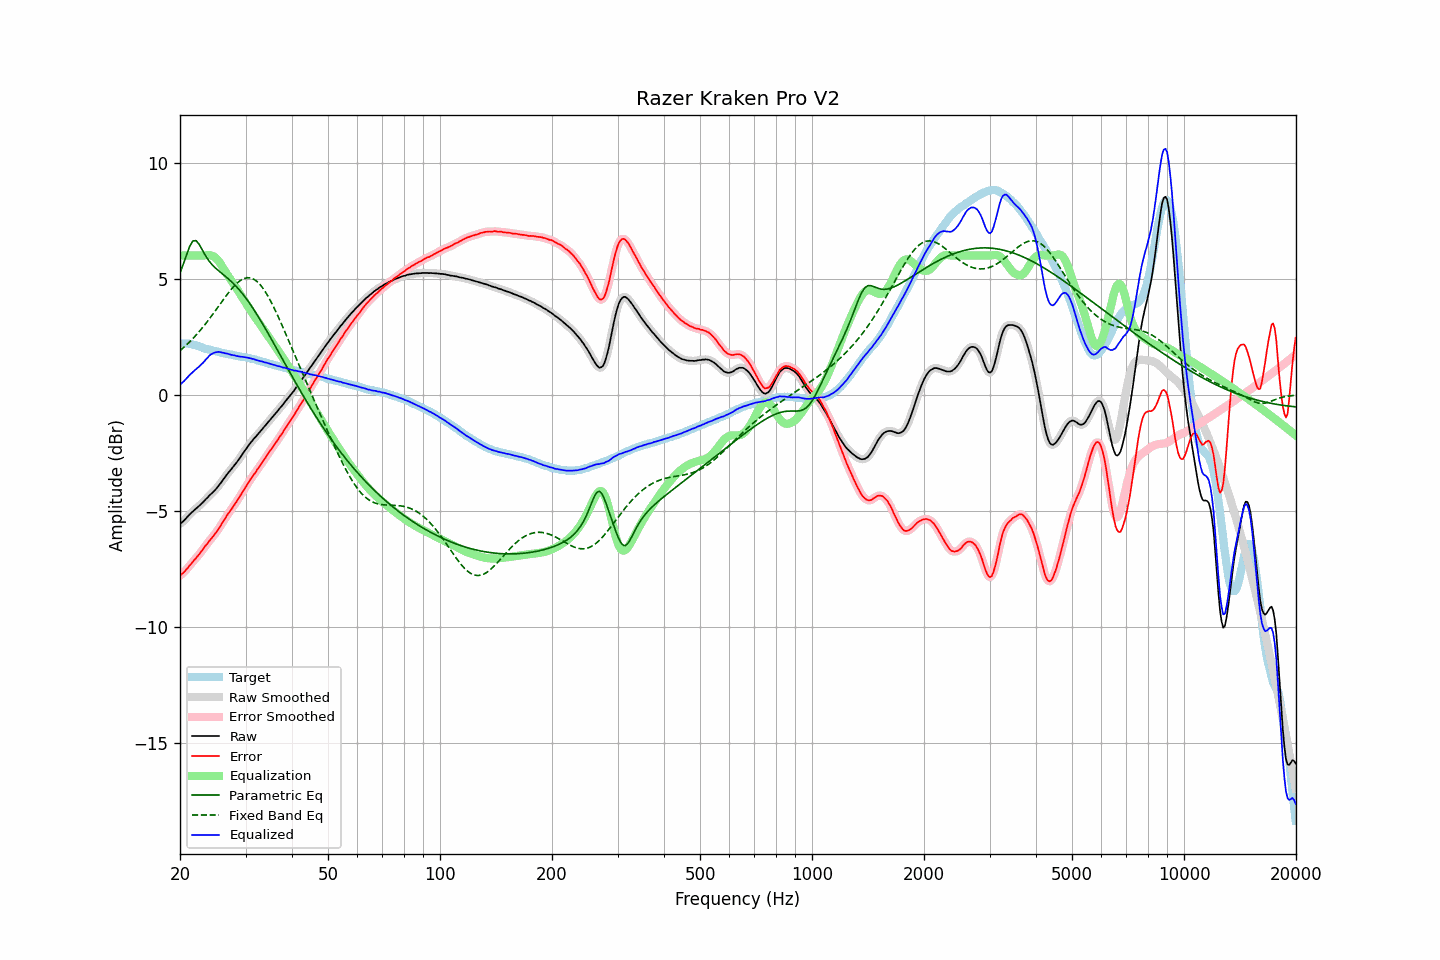 Razer Kraken Pro V2
Amplitude (dBr)
10
5
0
−5
−10
−15
Target
Raw Smoothed
Error Smoothed
Raw
Error
Equalization
Parametric Eq
Fixed Band Eq
Equalized
20 50 100 200 500 1000 2000 5000 10000 20000
Frequency (Hz)